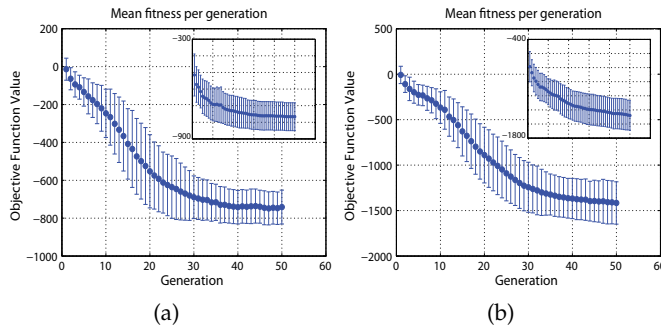 Mean fitness per generation
200
0
−200
−400
−600
−800
−1000
Objective Function Value
0 10 20 30 40 50 60
Generation
−300
−900
(a)
Mean fitness per generation
500
0
−500
−1000
−1500
−2000
Objective Function Value
0 10 20 30 40 50 60
Generation
−400
−1800
(b)